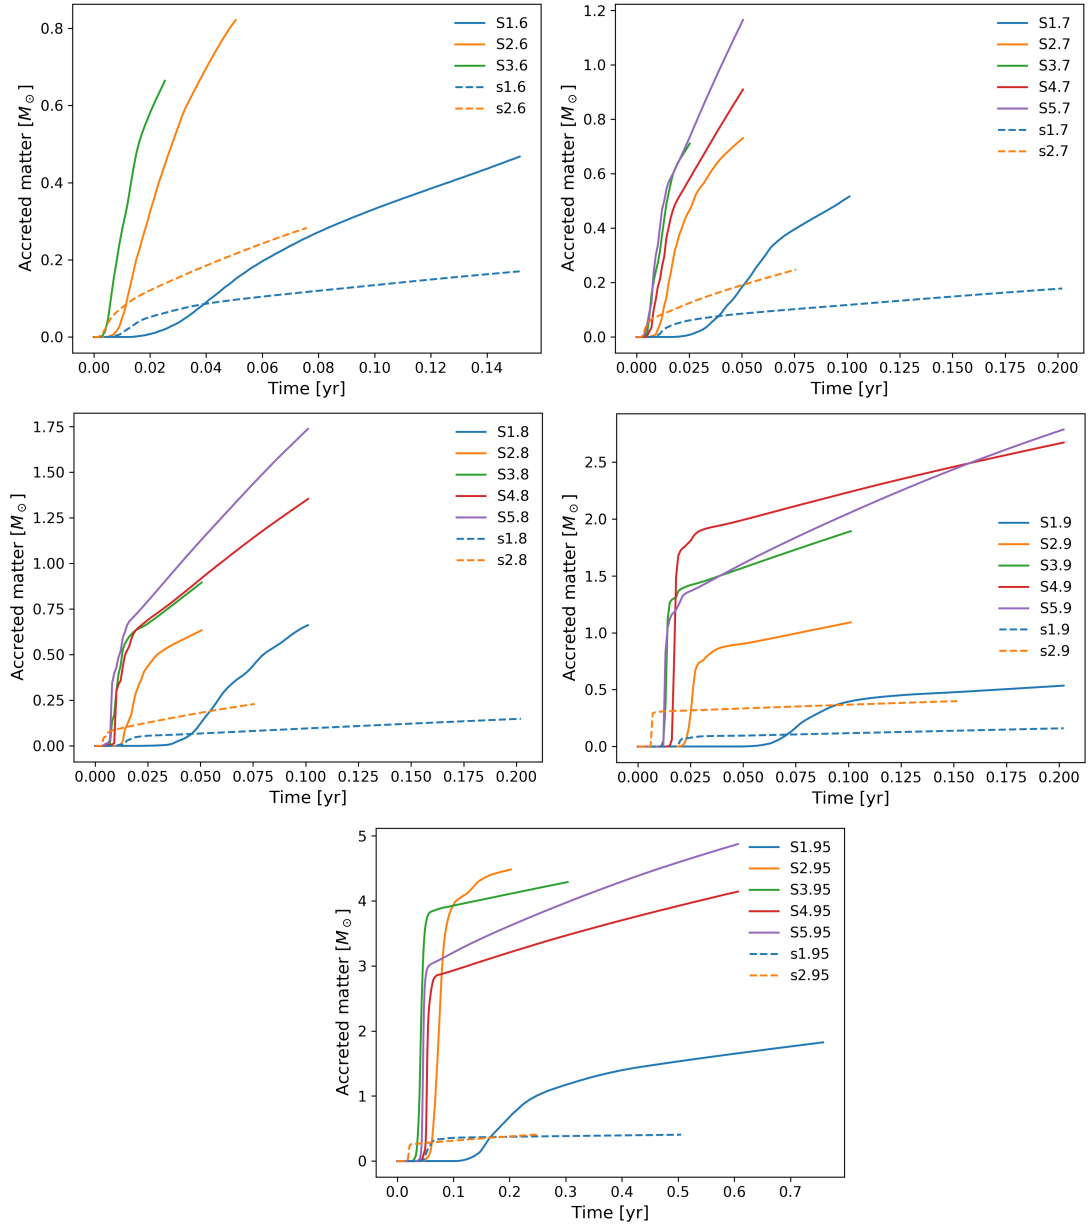 0.8
0.6
0.4
0.2
0.0
Accreted matter [M⊙]
S1.6
S2.6
S3.6
s1.6
s2.6
0.00 0.02 0.04 0.06 0.08 0.10 0.12 0.14
Time [yr]
1.2
1.0
0.8
0.6
0.4
0.2
0.0
Accreted matter [M⊙]
S1.7
S2.7
S3.7
S4.7
S5.7
s1.7
s2.7
0.000 0.025 0.050 0.075 0.100 0.125 0.150 0.175 0.200
Time [yr]
1.75
1.50
1.25
1.00
0.75
0.50
0.25
0.00
Accreted matter [M⊙]
S1.8
S2.8
S3.8
S4.8
S5.8
s1.8
s2.8
0.000 0.025 0.050 0.075 0.100 0.125 0.150 0.175 0.200
Time [yr]
2.5
2.0
1.5
1.0
0.5
0.0
Accreted matter [M⊙]
S1.9
S2.9
S3.9
S4.9
S5.9
s1.9
s2.9
0.000 0.025 0.050 0.075 0.100 0.125 0.150 0.175 0.200
Time [yr]
5
4
3
2
1
0
Accreted matter [M⊙]
S1.95
S2.95
S3.95
S4.95
S5.95
s1.95
s2.95
0.0 0.1 0.2 0.3 0.4 0.5 0.6 0.7
Time [yr]